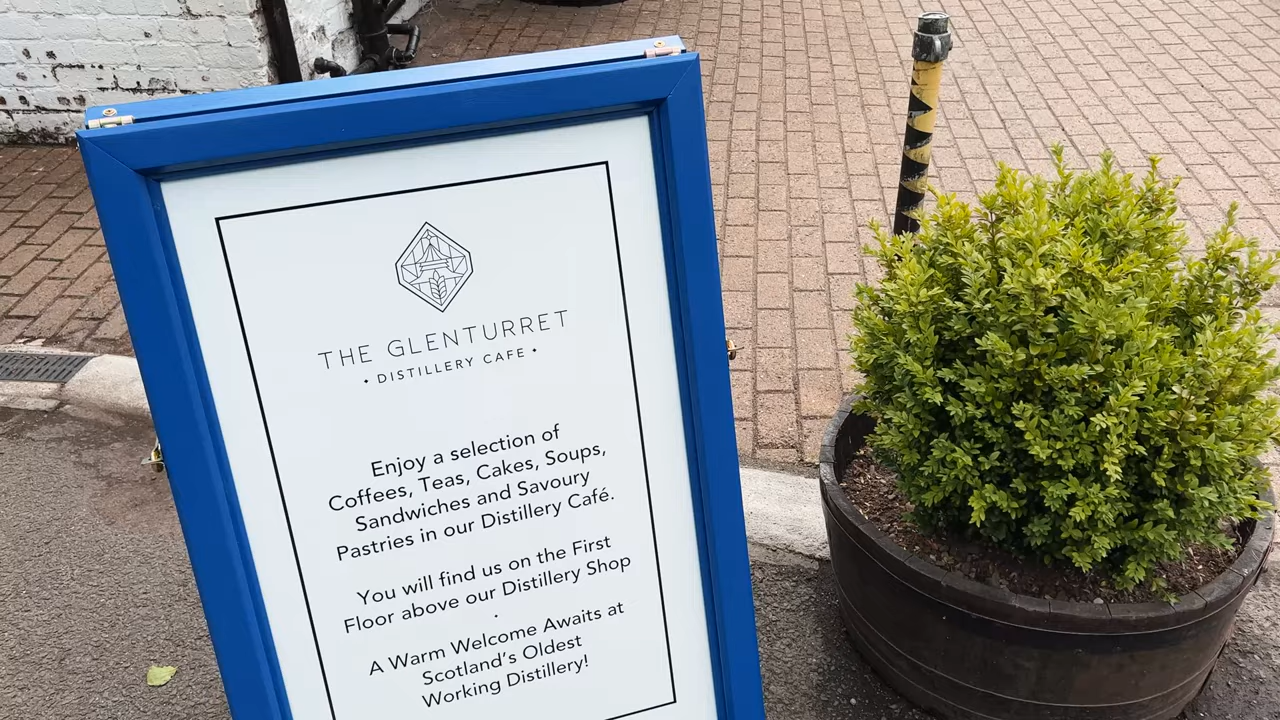 THE GLENTURRET
• DISTILLERY CAFE •
Enjoy a selection of
Coffees, Teas, Cakes, Soups,
Sandwiches and Savoury
Pastries in our Distillery Café.
You will find us on the First
Floor above our Distillery Shop
.
A Warm Welcome Awaits at
Scotland's Oldest
Working Distillery!